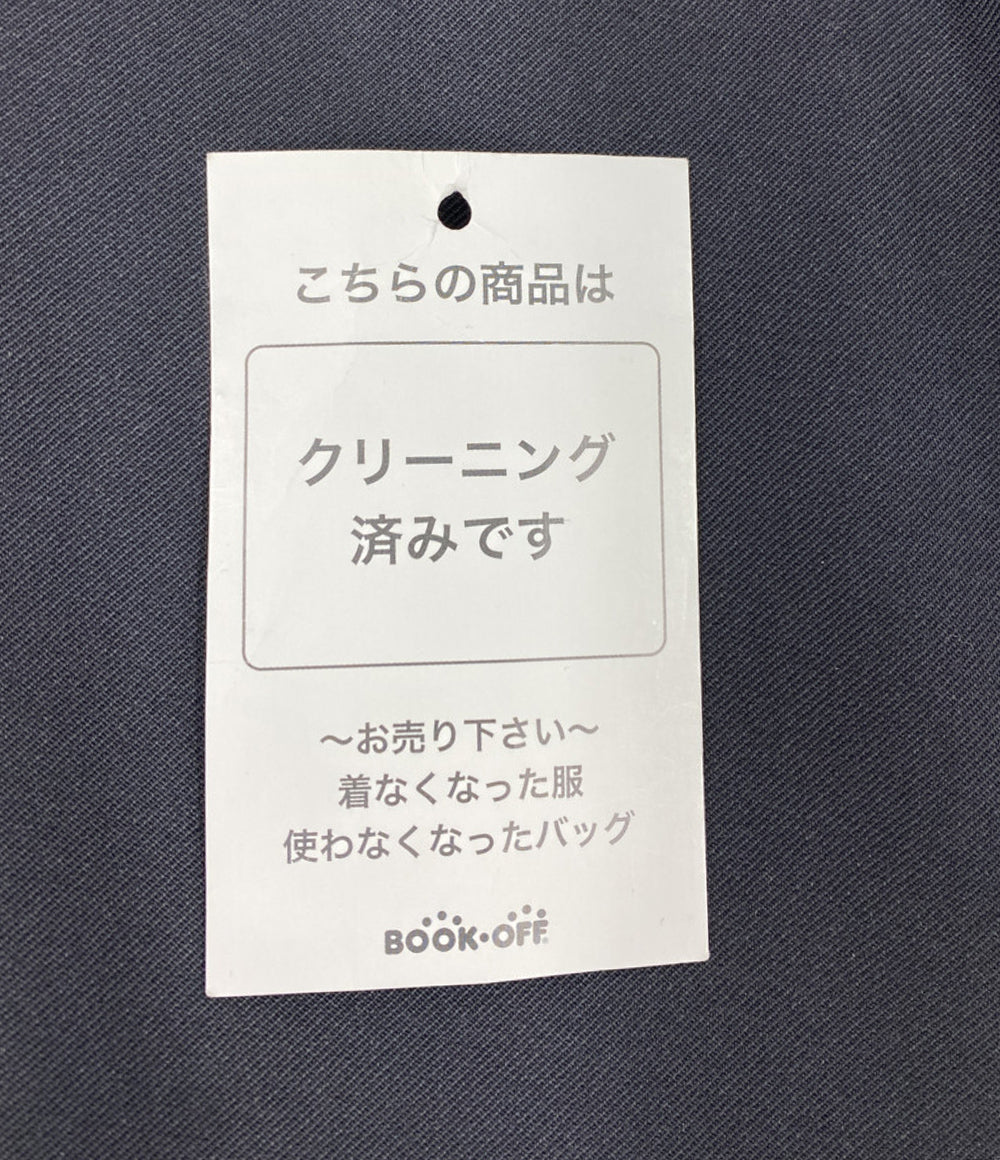 こちらの商品は
クリーニング
済みです
～お売り下さい～
着なくなった服
使わなくなったバッグ
BOOK・OFF